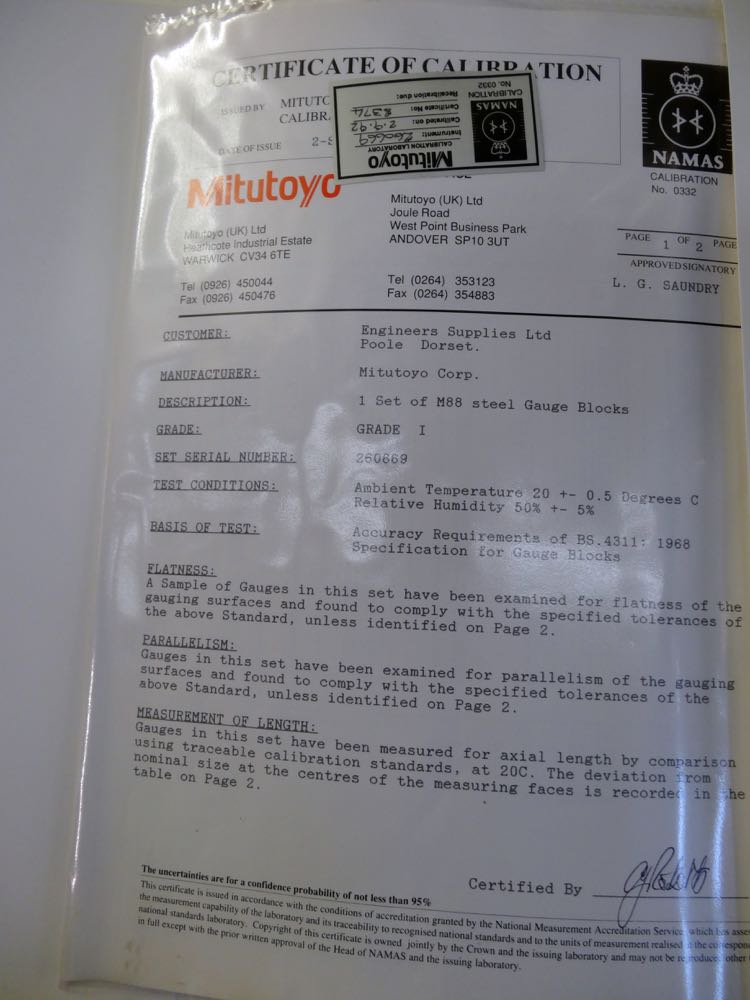 CERTIFICATE OF CALIBRATION
ISSUED BY MITUTO
CALIBR
DATE OF ISSUE 2-S
Mitutoyo
CALIBRATION LABORATORY
Instrument: 260669
Calibrated on: 2.9.92
Certificate No: 8374
Recalibration due:
NAMAS
CALIBRATION
No. 0332
NAMAS
CALIBRATION
No. 0332
Mitutoyo
Mitutoyo (UK) Ltd
Heathcote Industrial Estate
WARWICK CV34 6TE
Tel (0926) 450044
Fax (0926) 450476
Mitutoyo (UK) Ltd
Joule Road
West Point Business Park
ANDOVER SP10 3UT
Tel (0264) 353123
Fax (0264) 354883
PAGE 1 OF 2 PAGE
APPROVED SIGNATORY
L. G. SAUNDRY
CUSTOMER: Engineers Supplies Ltd
Poole Dorset.
MANUFACTURER: Mitutoyo Corp.
DESCRIPTION: 1 Set of M88 steel Gauge Blocks
GRADE: GRADE I
SET SERIAL NUMBER: 260669
TEST CONDITIONS: Ambient Temperature 20 +- 0.5 Degrees C
Relative Humidity 50% +- 5%
BASIS OF TEST: Accuracy Requirements of BS.4311: 1968
Specification for Gauge Blocks
FLATNESS:
A Sample of Gauges in this set have been examined for flatness of the
gauging surfaces and found to comply with the specified tolerances of
the above Standard, unless identified on Page 2.
PARALLELISM:
Gauges in this set have been examined for parallelism of the gauging
surfaces and found to comply with the specified tolerances of the
above Standard, unless identified on Page 2.
MEASUREMENT OF LENGTH:
Gauges in this set have been measured for axial length by comparison
using traceable calibration standards, at 20C. The deviation from
nominal size at the centres of the measuring faces is recorded in the
table on Page 2.
Certified By
The uncertainties are for a confidence probability of not less than 95%
This certificate is issued in accordance with the conditions of accreditation granted by the National Measurement Accreditation Service which has asse
the measurement capability of the laboratory and its traceability to recognised national standards and to the units of measurement realised the correspon
national standards laboratory. Copyright of this certificate is owned jointly by the Crown and the issuing laboratory and may not be reproduced other
in full except with the prior written approval of the Head of NAMAS and the issuing laboratory.